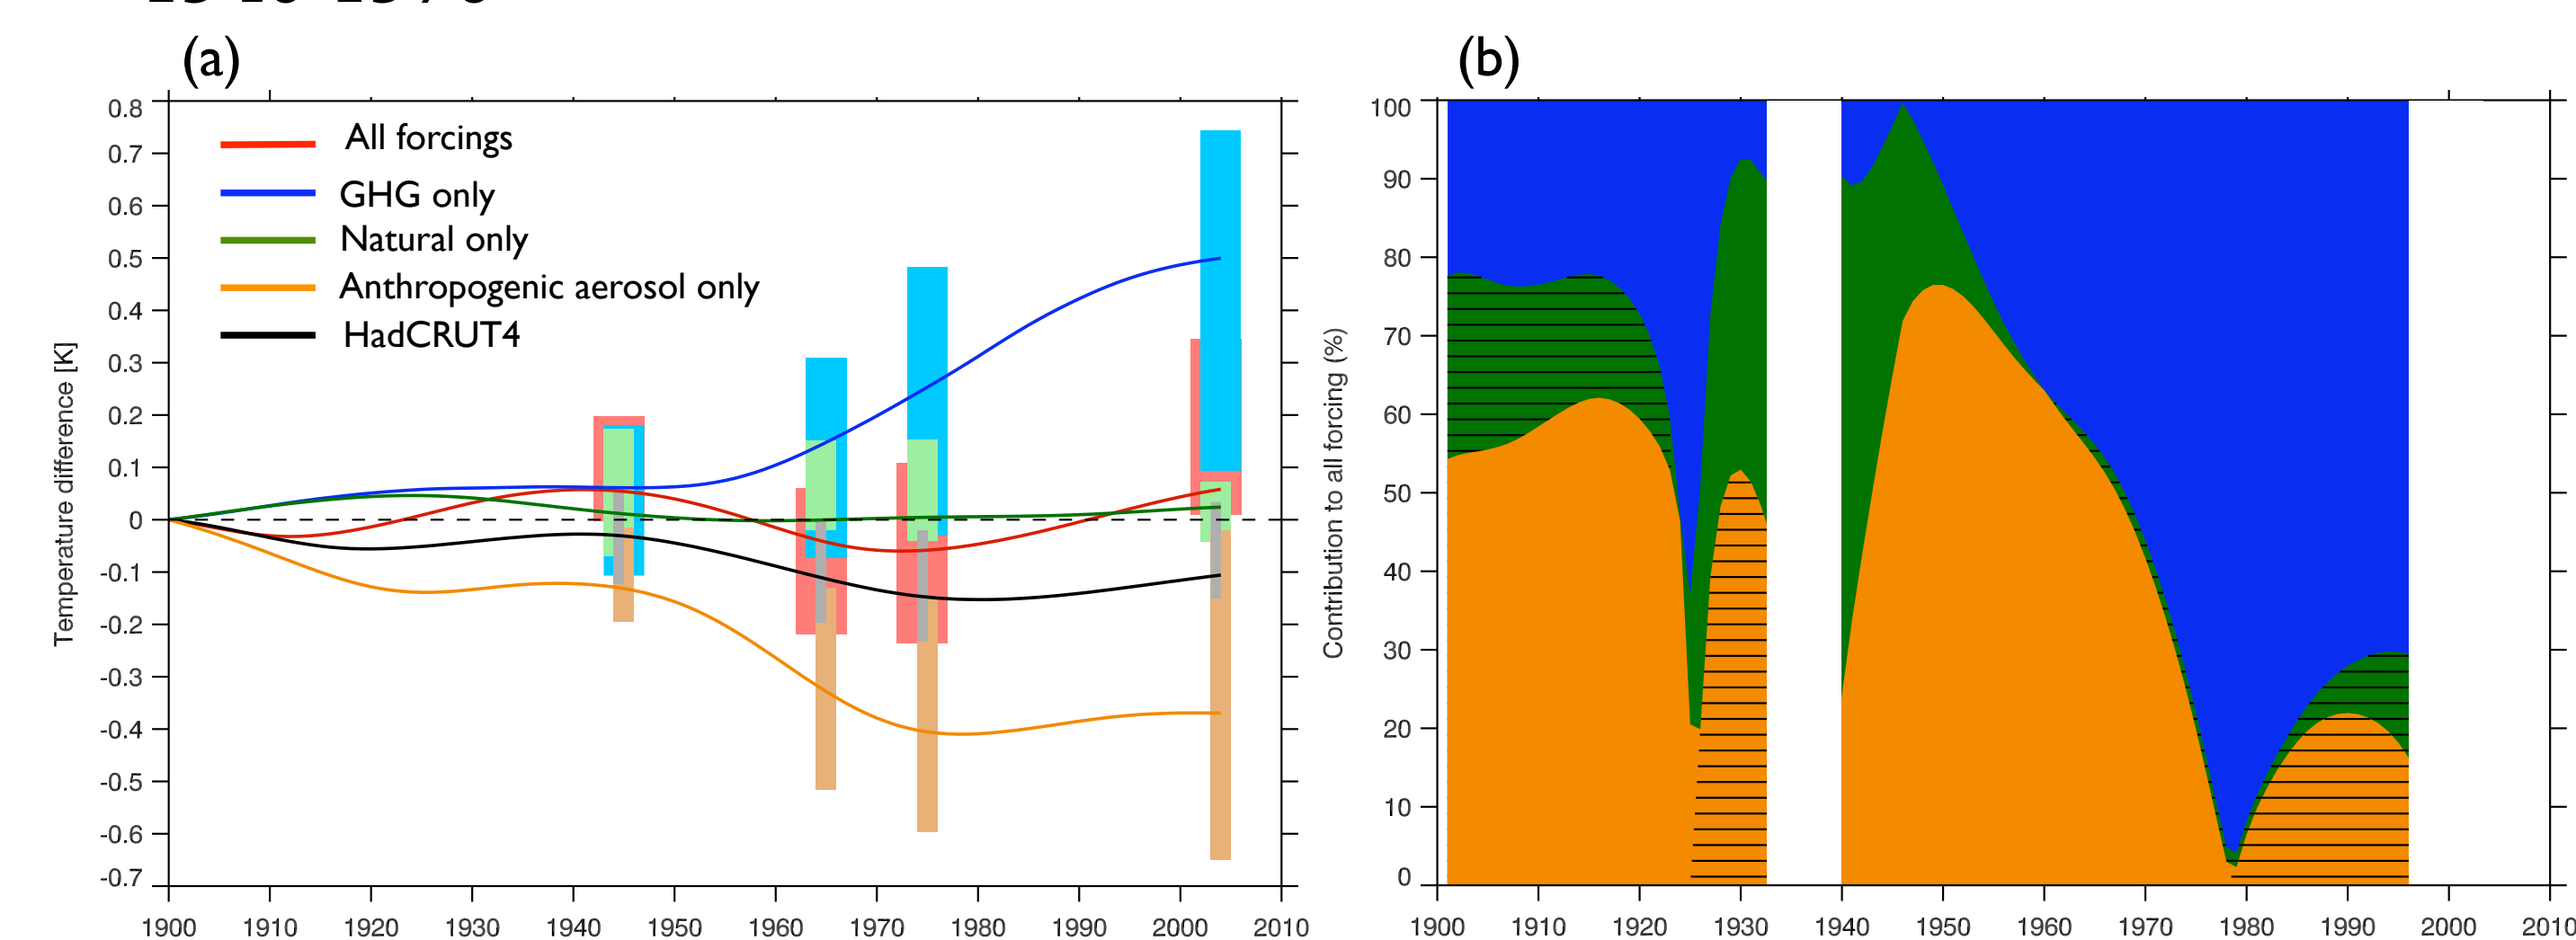 (a)
0.8
0.7
0.6
0.5
0.4
0.3
0.2
0.1
0
-0.1
-0.2
-0.3
-0.4
-0.5
-0.6
-0.7
Temperature difference [K]
All forcings
GHG only
Natural only
Anthropogenic aerosol only
HadCRUT4
1900 1910 1920 1930 1940 1950 1960 1970 1980 1990 2000 2010
(b)
100
90
80
70
60
50
40
30
20
10
0
Contribution to all forcing (%)
1900 1910 1920 1930 1940 1950 1960 1970 1980 1990 2000 2010